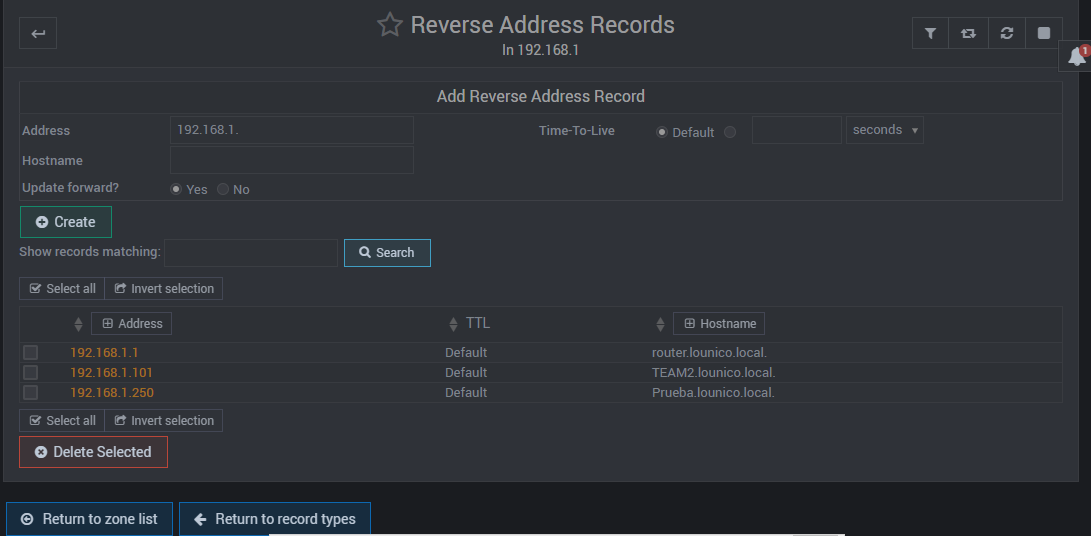 Reverse Address Records
In 192.168.1
1
Add Reverse Address Record
Address 192.168.1. Time-To-Live Default seconds
Hostname
Update forward? Yes No
Create
Show records matching: Search
Select all Invert selection
Address TTL Hostname
192.168.1.1 Default router.lounico.local.
192.168.1.101 Default TEAM2.lounico.local.
192.168.1.250 Default Prueba.lounico.local.
Select all Invert selection
Delete Selected
Return to zone list Return to record types